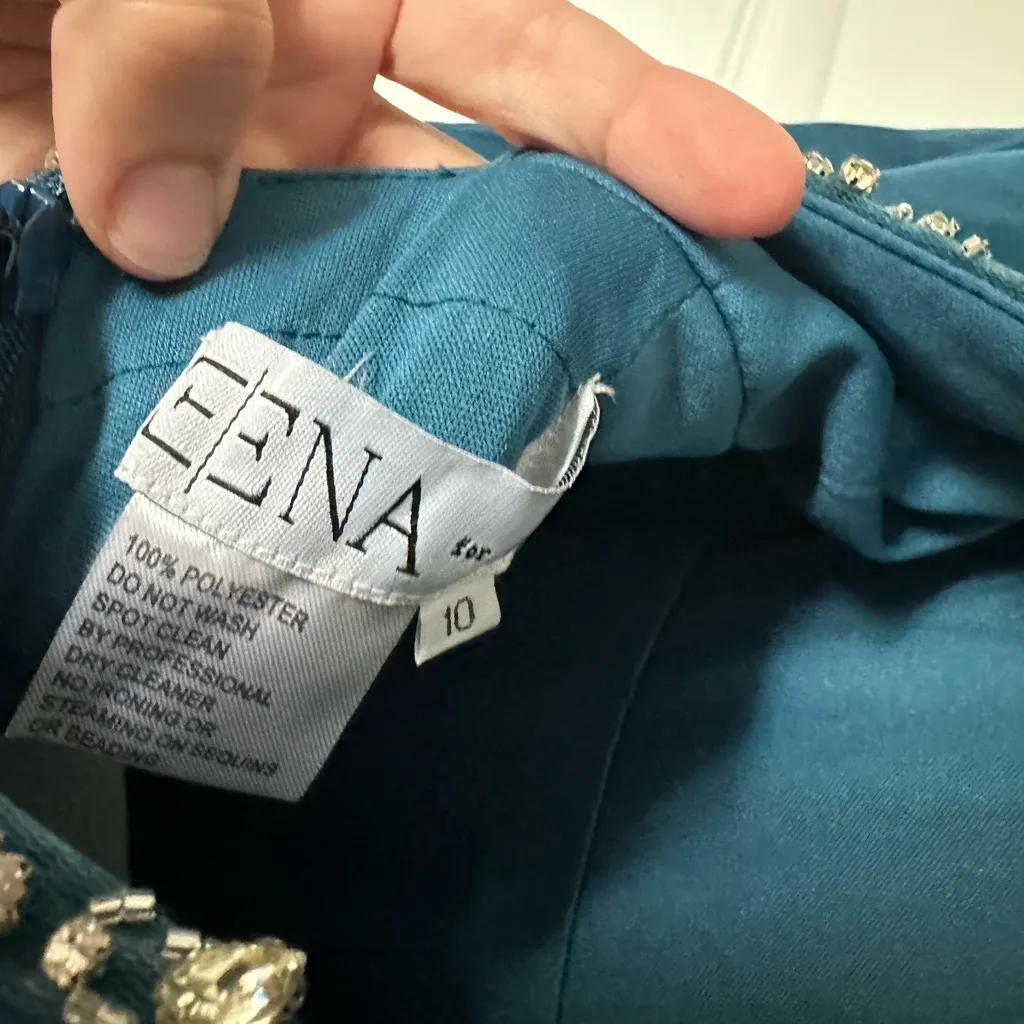 EENA for
10
100% POLYESTER
DO NOT WASH
SPOT CLEAN
BY PROFESSIONAL
DRY CLEANER
NO IRONING OR
STEAMING ON SEQUINS
OR BEADING